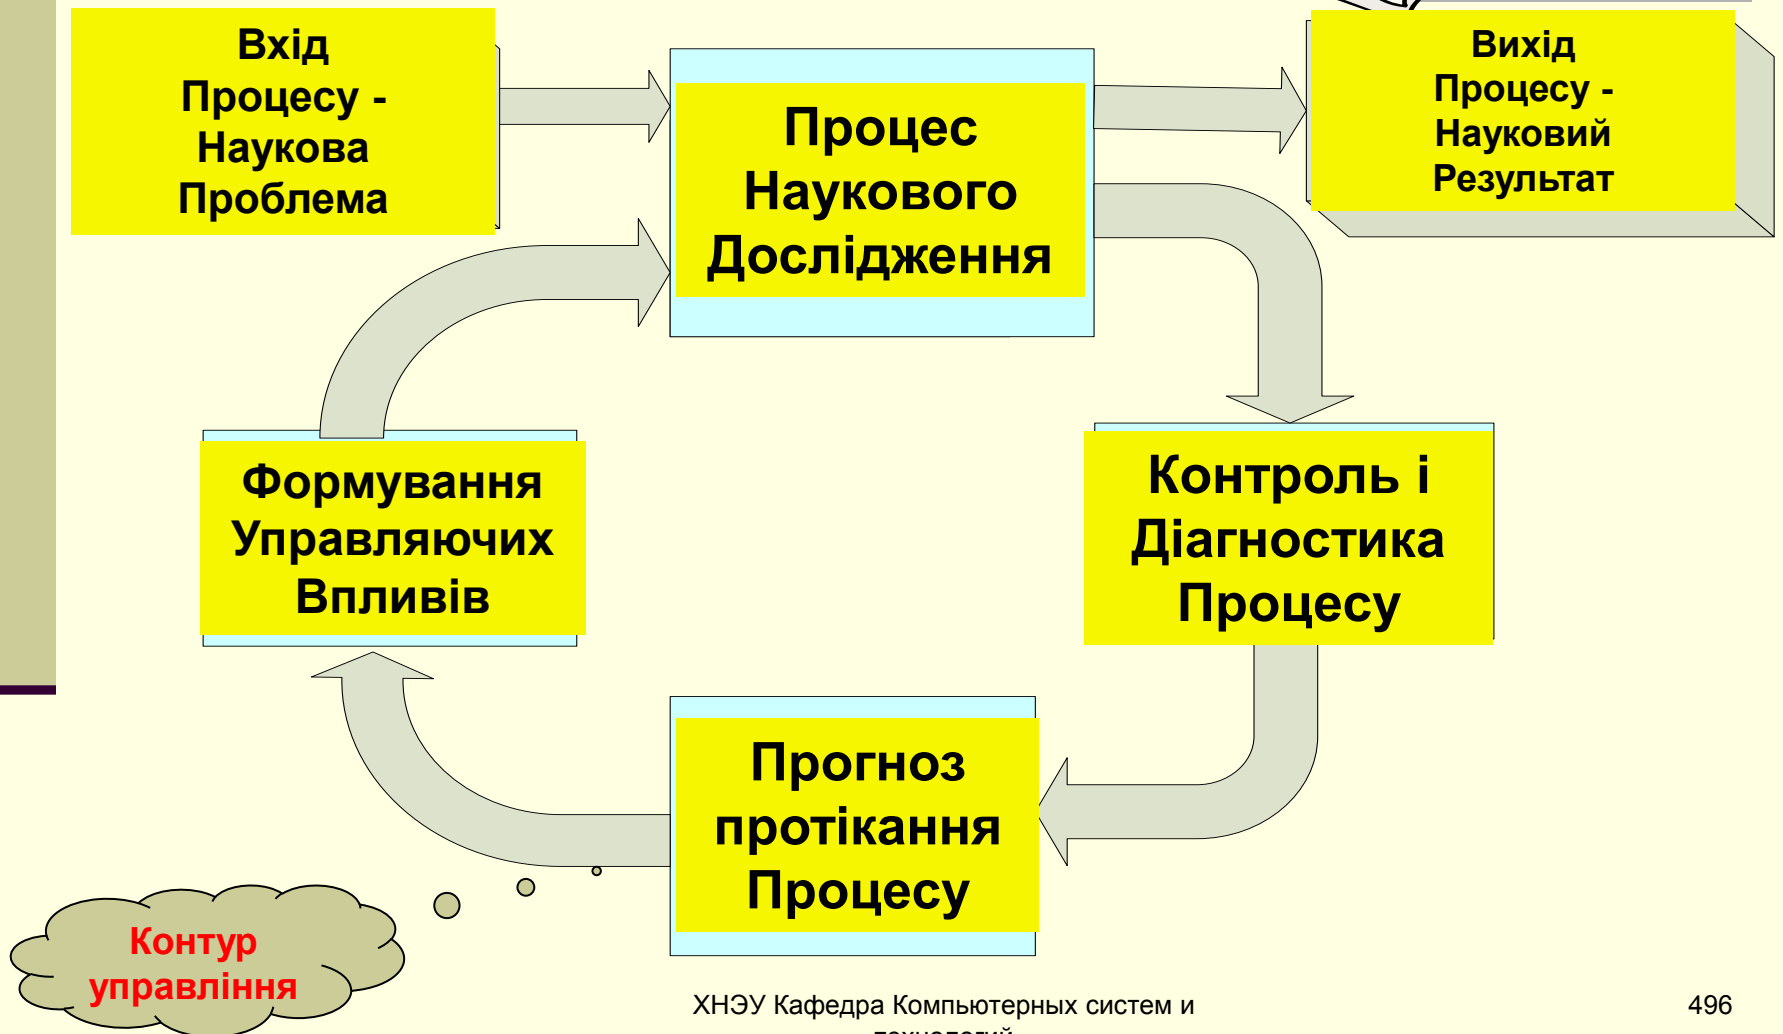 Вхід
Процесу -
Наукова
Проблема
Процес
Наукового
Дослідження
Вихід
Процесу -
Науковий
Результат
Формування
Управляючих
Впливів
Контроль і
Діагностика
Процесу
Прогноз
протікання
Процесу
Контур
управління
ХНЭУ Кафедра Компьютерных систем и
технологий
496